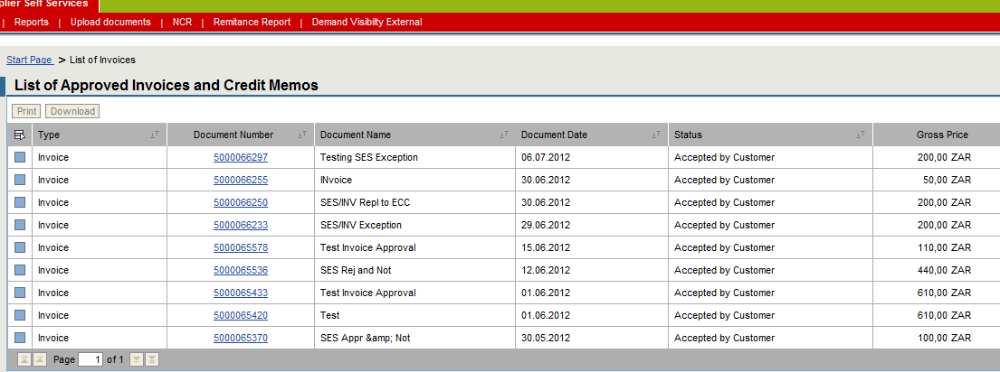 plier Self Services
| Reports | Upload documents | NCR | Remitance Report | Demand Visibilty External
Start Page > List of Invoices
List of Approved Invoices and Credit Memos
Print Download
Type Document Number Document Name Document Date Status Gross Price
Invoice 5000066297 Testing SES Exception 06.07.2012 Accepted by Customer 200,00 ZAR
Invoice 5000066255 INvoice 30.06.2012 Accepted by Customer 50,00 ZAR
Invoice 5000066250 SES/INV Repl to ECC 30.06.2012 Accepted by Customer 200,00 ZAR
Invoice 5000066233 SES/INV Exception 29.06.2012 Accepted by Customer 200,00 ZAR
Invoice 5000065578 Test Invoice Approval 15.06.2012 Accepted by Customer 110,00 ZAR
Invoice 5000065536 SES Rej and Not 12.06.2012 Accepted by Customer 440,00 ZAR
Invoice 5000065433 Test Invoice Approval 01.06.2012 Accepted by Customer 610,00 ZAR
Invoice 5000065420 Test 01.06.2012 Accepted by Customer 610,00 ZAR
Invoice 5000065370 SES Appr &amp; Not 30.05.2012 Accepted by Customer 100,00 ZAR
Page 1 of 1